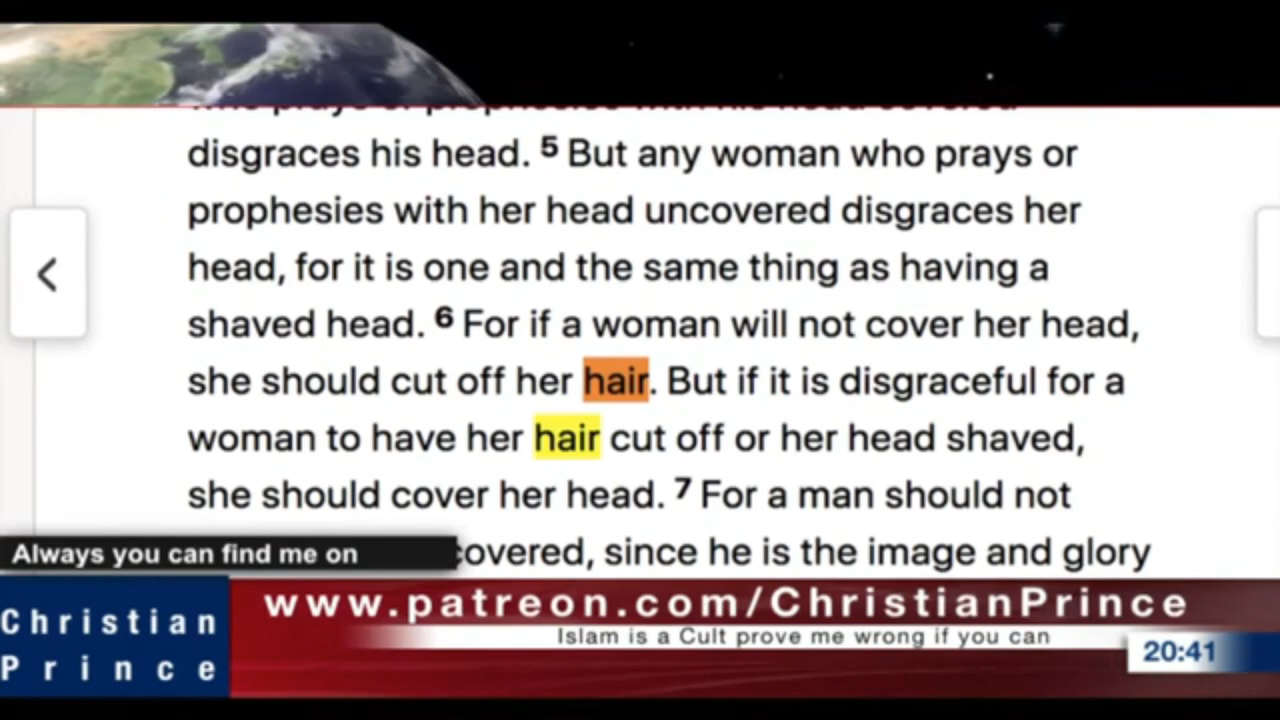 disgraces his head. 5 But any woman who prays or
prophesies with her head uncovered disgraces her
head, for it is one and the same thing as having a
shaved head. 6 For if a woman will not cover her head,
she should cut off her hair. But if it is disgraceful for a
woman to have her hair cut off or her head shaved,
she should cover her head. 7 For a man should not
covered, since he is the image and glory
Always you can find me on
www.patreon.com/ChristianPrince
Islam is a Cult prove me wrong if you can
Christian
Prince
20:41